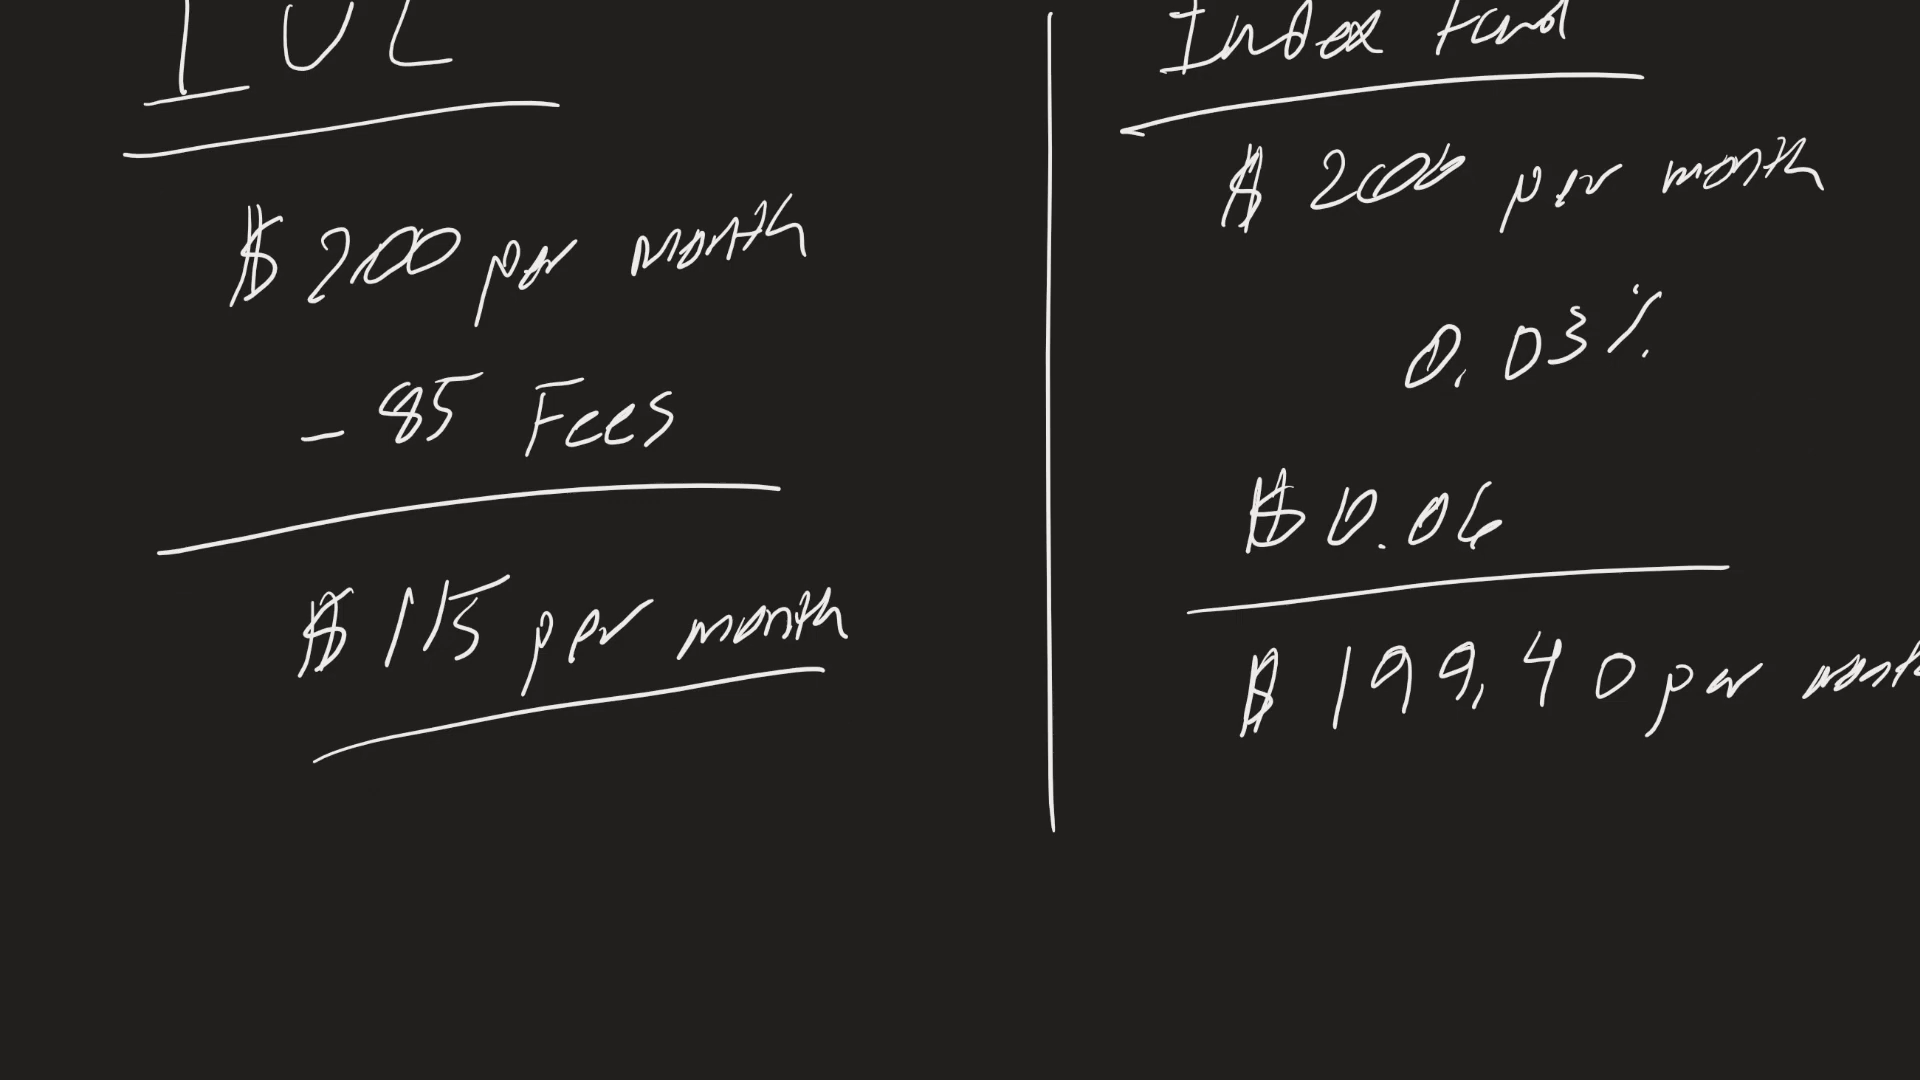 IUL
$200 per month
- 85 Fees
$115 per month
Index Fund
$200 per month
0.03%
$0.06
$199.40 per month